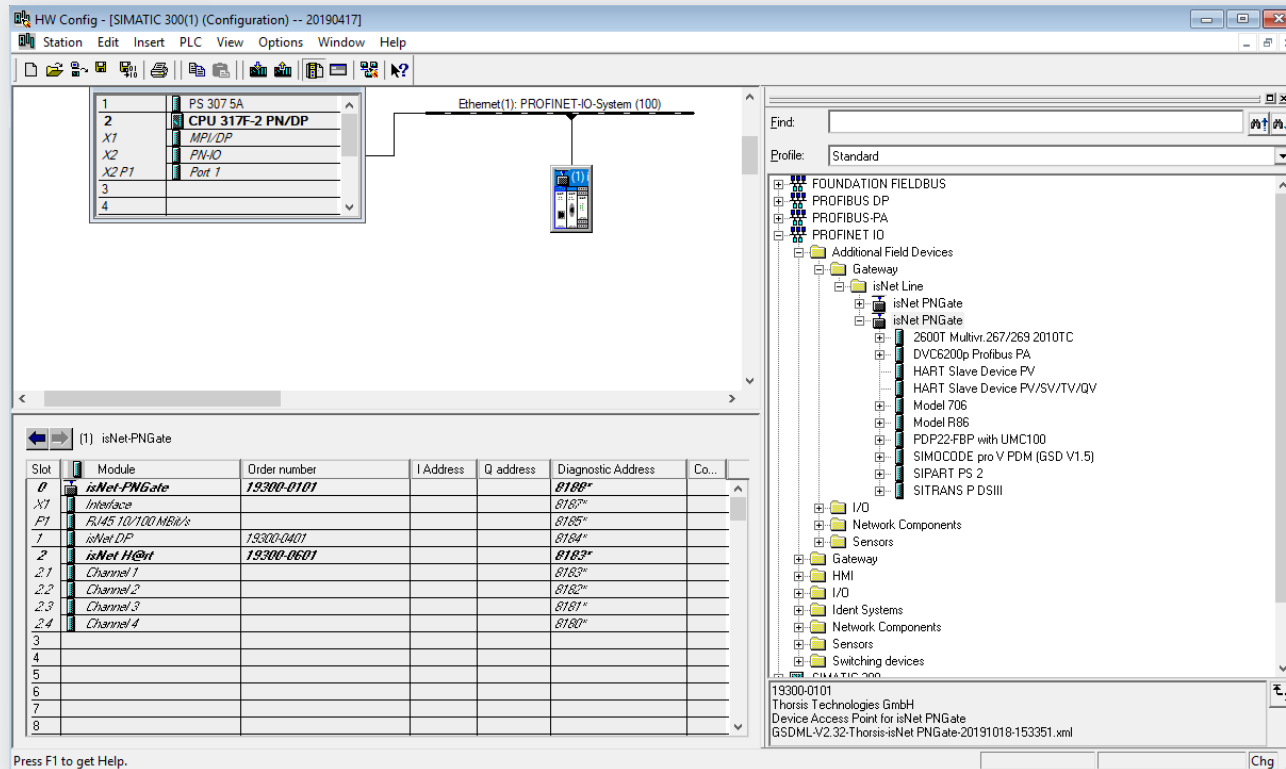 HW Config - [SIMATIC 300(1) (Configuration) -- 20190417]
Station Edit Insert PLC View Options Window Help
1 PS 307 5A
2 CPU 317F-2 PN/DP
X1 MPI/DP
X2 PN-IO
X2 P1 Port 1
3
4
Ethernet(1): PROFINET-IO-System (100)
(1)
(1) isNet-PNGate
Slot Module Order number I Address Q address Diagnostic Address Co...
0 isNet-PNGate 19300-0101 8188*
X1 Interface 8187*
P1 RJ45 10/100 MBit/s 8185*
1 isNet DP 19300-0401 8184*
2 isNet H@rt 19300-0601 8183*
2.1 Channel 1 8183*
2.2 Channel 2 8182*
2.3 Channel 3 8181*
2.4 Channel 4 8180*
3
4
5
6
7
8
Find:
Profile: Standard
FOUNDATION FIELDBUS
PROFIBUS DP
PROFIBUS-PA
PROFINET IO
Additional Field Devices
Gateway
isNet Line
isNet PNGate
isNet PNGate
2600T Multivr.267/269 2010TC
DVC6200p Profibus PA
HART Slave Device PV
HART Slave Device PV/SV/TV/QV
Model 706
Model R86
PDP22-FBP with UMC100
SIMOCODE pro V PDM (GSD V1.5)
SIPART PS 2
SITRANS P DSIII
I/O
Network Components
Sensors
Gateway
HMI
I/O
Ident Systems
Network Components
Sensors
Switching devices
SIMATIC 300
19300-0101
Thorsis Technologies GmbH
Device Access Point for isNet PNGate
GSDML-V2.32-Thorsis-isNet PNGate-20191018-153351.xml
Press F1 to get Help.
Chg